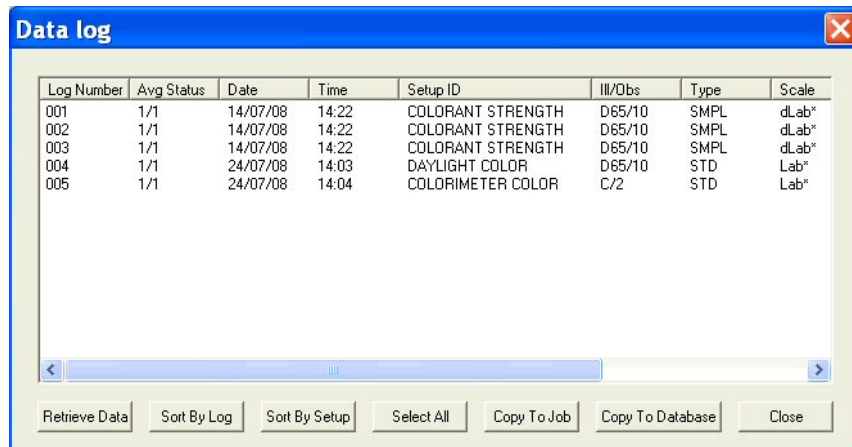 Data log
Log Number Avg Status Date Time Setup ID Ill/Obs Type Scale
001 1/1 14/07/08 14:22 COLORANT STRENGTH D65/10 SMPL dLab*
002 1/1 14/07/08 14:22 COLORANT STRENGTH D65/10 SMPL dLab*
003 1/1 14/07/08 14:22 COLORANT STRENGTH D65/10 SMPL dLab*
004 1/1 24/07/08 14:03 DAYLIGHT COLOR D65/10 STD Lab*
005 1/1 24/07/08 14:04 COLORIMETER COLOR C/2 STD Lab*
Retrieve Data Sort By Log Sort By Setup Select All Copy To Job Copy To Database Close